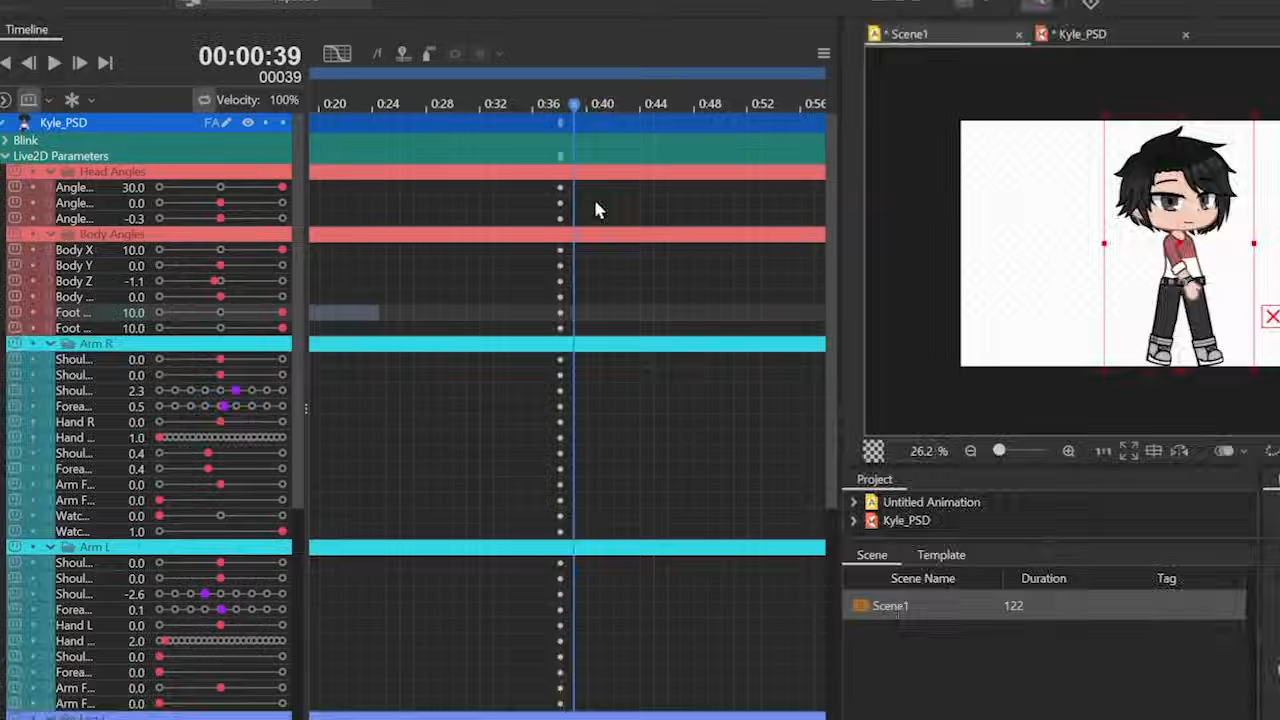 Timeline
00:00:39
00039
Velocity: 100%
0:20 0:24 0:28 0:32 0:36 0:40 0:44 0:48 0:52 0:56
* Scene1 ×
* Kyle_PSD ×
Kyle_PSD FA
Blink
Live2D Parameters
Head Angles
Angle... 30.0
Angle... 0.0
Angle... -0.3
Body Angles
Body X 10.0
Body Y 0.0
Body Z -1.1
Body ... 0.0
Foot ... 10.0
Foot ... 10.0
Arm R
Shoul... 0.0
Shoul... 0.0
Shoul... 2.3
Forea... 0.5
Hand R 0.0
Hand ... 1.0
Shoul... 0.4
Forea... 0.4
Arm F... 0.0
Arm F... 0.0
Watc... 0.0
Watc... 1.0
Arm L
Shoul... 0.0
Shoul... 0.0
Shoul... -2.6
Forea... 0.1
Hand L 0.0
Hand ... 2.0
Shoul... 0.0
Forea... 0.0
Arm F... 0.0
Arm F... 0.0
26.2 %
Project
Untitled Animation
Kyle_PSD
Scene Template
Scene Name Duration Tag
Scene1 122